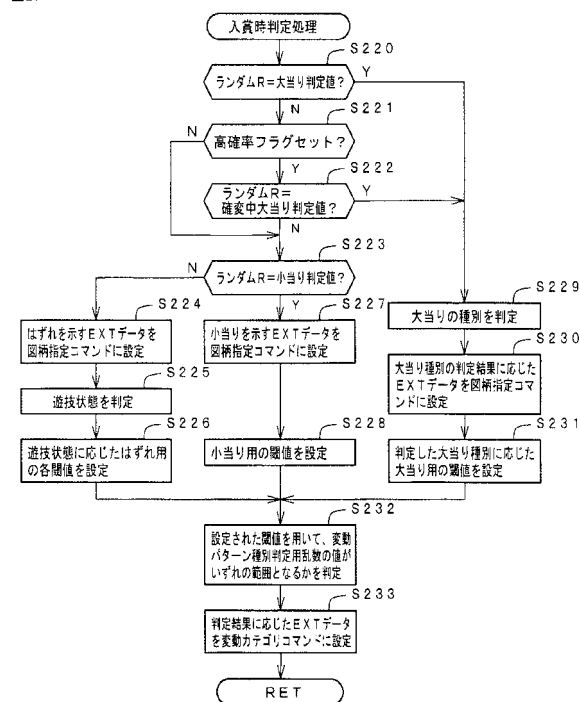 入賞時判定処理
S220
ランダムR=大当り判定値?
Y
N
S221
高確率フラグセット?
N
Y
S222
ランダムR=
確変中大当り判定値?
Y
N
S223
ランダムR=小当り判定値?
N
Y
S224
はずれを示すEXTデータを
図柄指定コマンドに設定
S225
遊技状態を判定
S226
遊技状態に応じたはずれ用
の各閾値を設定
S227
小当りを示すEXTデータを
図柄指定コマンドに設定
S228
小当り用の閾値を設定
S229
大当りの種別を判定
S230
大当り種別の判定結果に応じた
EXTデータを図柄指定コマ
ンドに設定
S231
判定した大当り種別に応じた
大当り用の閾値を設定
S232
設定された閾値を用いて、変動
パターン種別判定用乱数の値が
いずれの範囲となるかを判定
S233
判定結果に応じたEXTデータ
を変動カテゴリコマンドに設定
RET